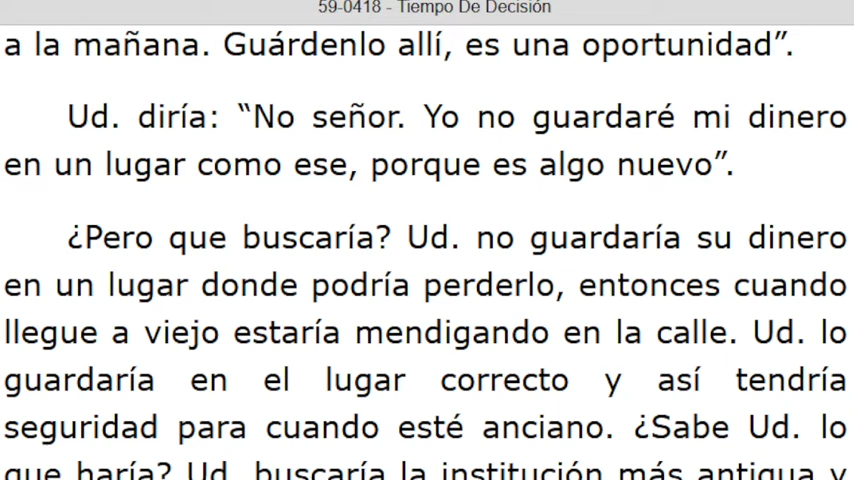 59-0418 - Tiempo De Decisión
a la mañana. Guárdenlo allí, es una oportunidad”.
Ud. diría: “No señor. Yo no guardaré mi dinero
en un lugar como ese, porque es algo nuevo”.
¿Pero que buscaría? Ud. no guardaría su dinero
en un lugar donde podría perderlo, entonces cuando
llegue a viejo estaría mendigando en la calle. Ud. lo
guardaría en el lugar correcto y así tendría
seguridad para cuando esté anciano. ¿Sabe Ud. lo
que haría? Ud. buscaría la institución más antigua y